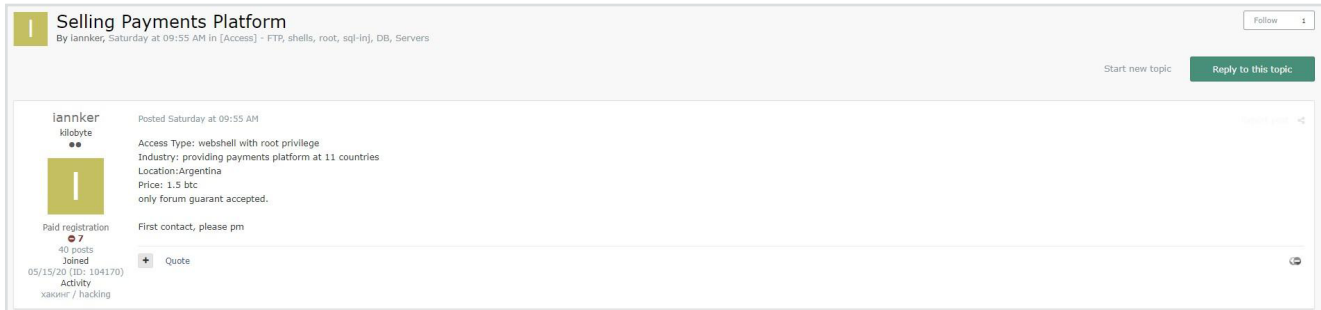 I
Selling Payments Platform
By iannker, Saturday at 09:55 AM in [Access] - FTP, shells, root, sql-inj, DB, Servers
Follow
Start new topic
Reply to this topic
iannker
kilobyte
I
Paid registration
7
40 posts
Joined
05/15/20 (ID: 104170)
Activity
хакинг / hacking
Posted Saturday at 09:55 AM
Access Type: webshell with root privilege
Industry: providing payments platform at 11 countries
Location:Argentina
Price: 1.5 btc
only forum guarant accepted.
First contact, please pm
+ Quote